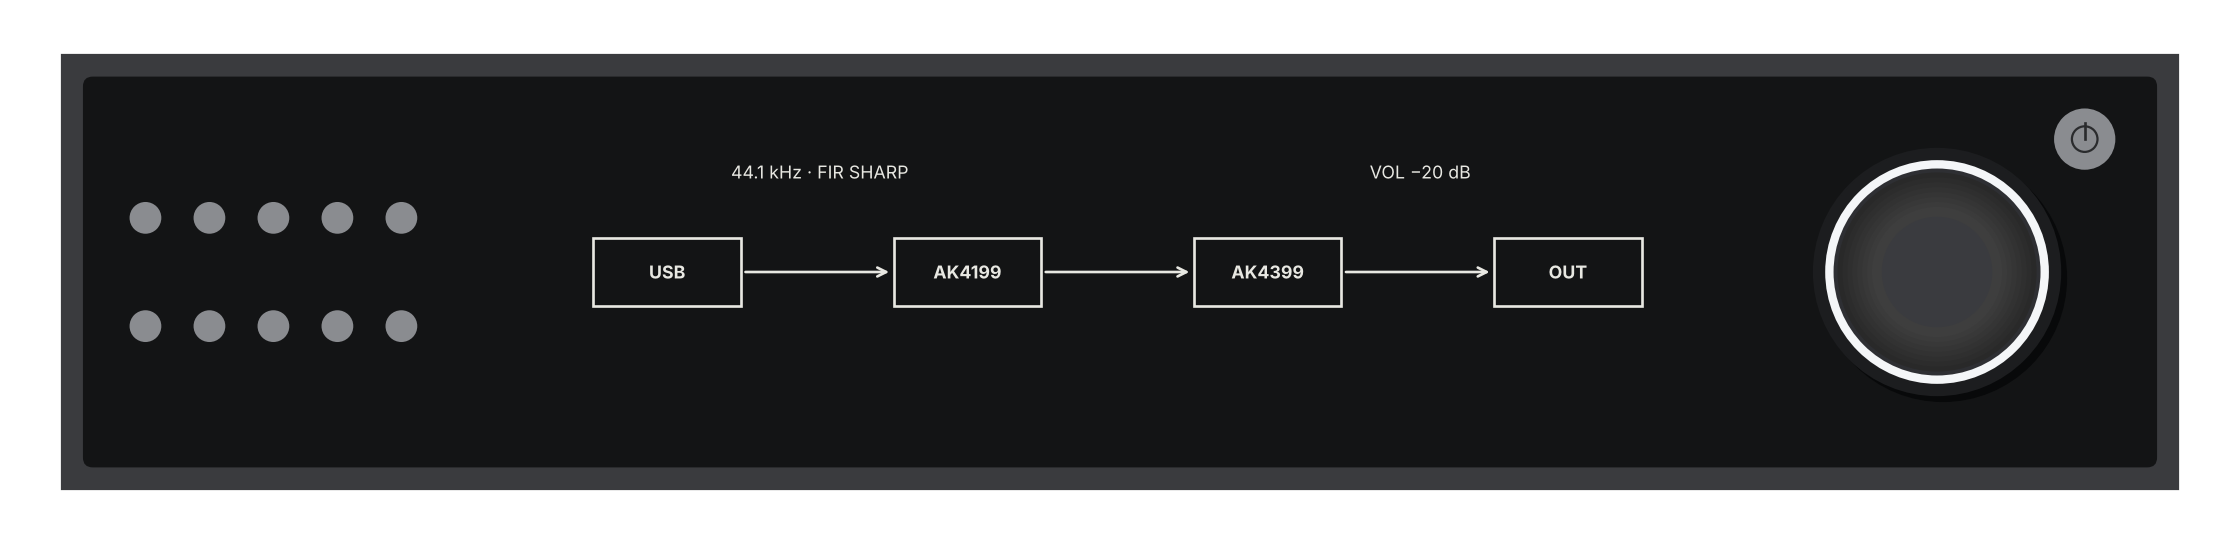 44.1 kHz · FIR SHARP
VOL −20 dB
USB
AK4199
AK4399
OUT